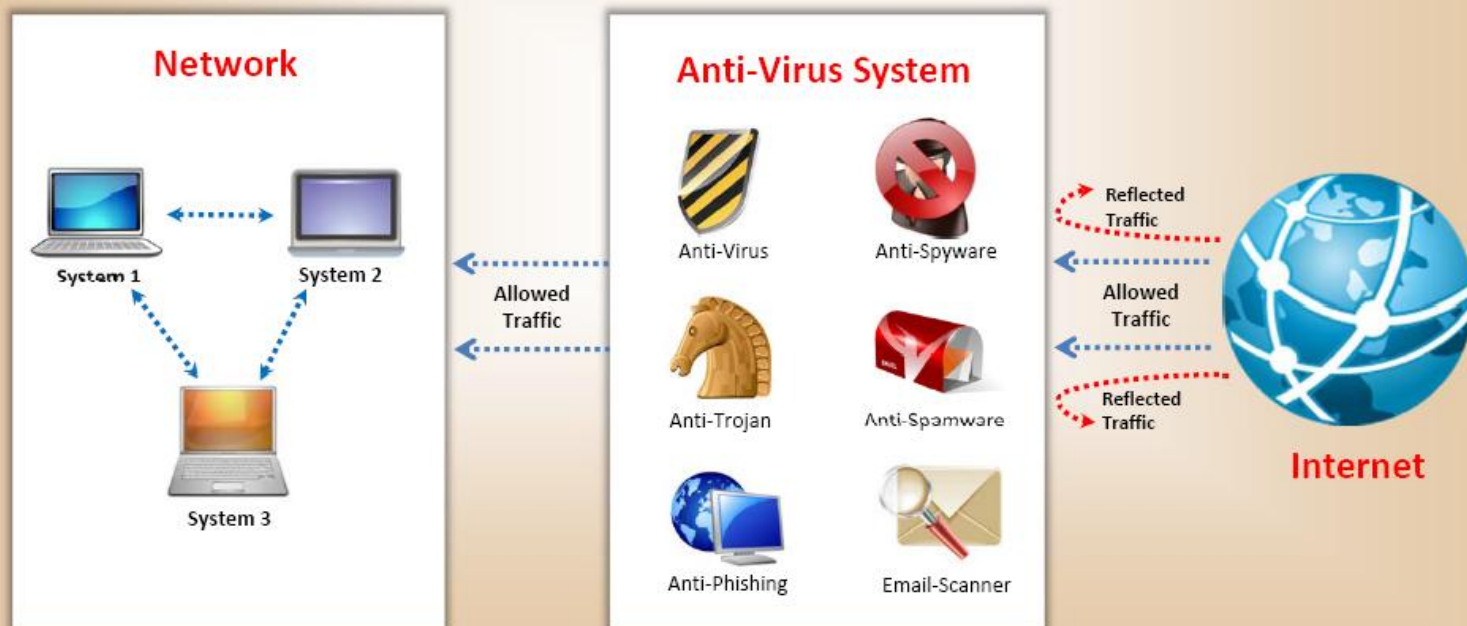 Network
System 1
System 2
System 3
Allowed
Traffic
Anti-Virus System
Anti-Virus
Anti-Spyware
Anti-Trojan
Anti-Spamware
Anti-Phishing
Email-Scanner
Reflected
Traffic
Allowed
Traffic
Reflected
Traffic
Internet